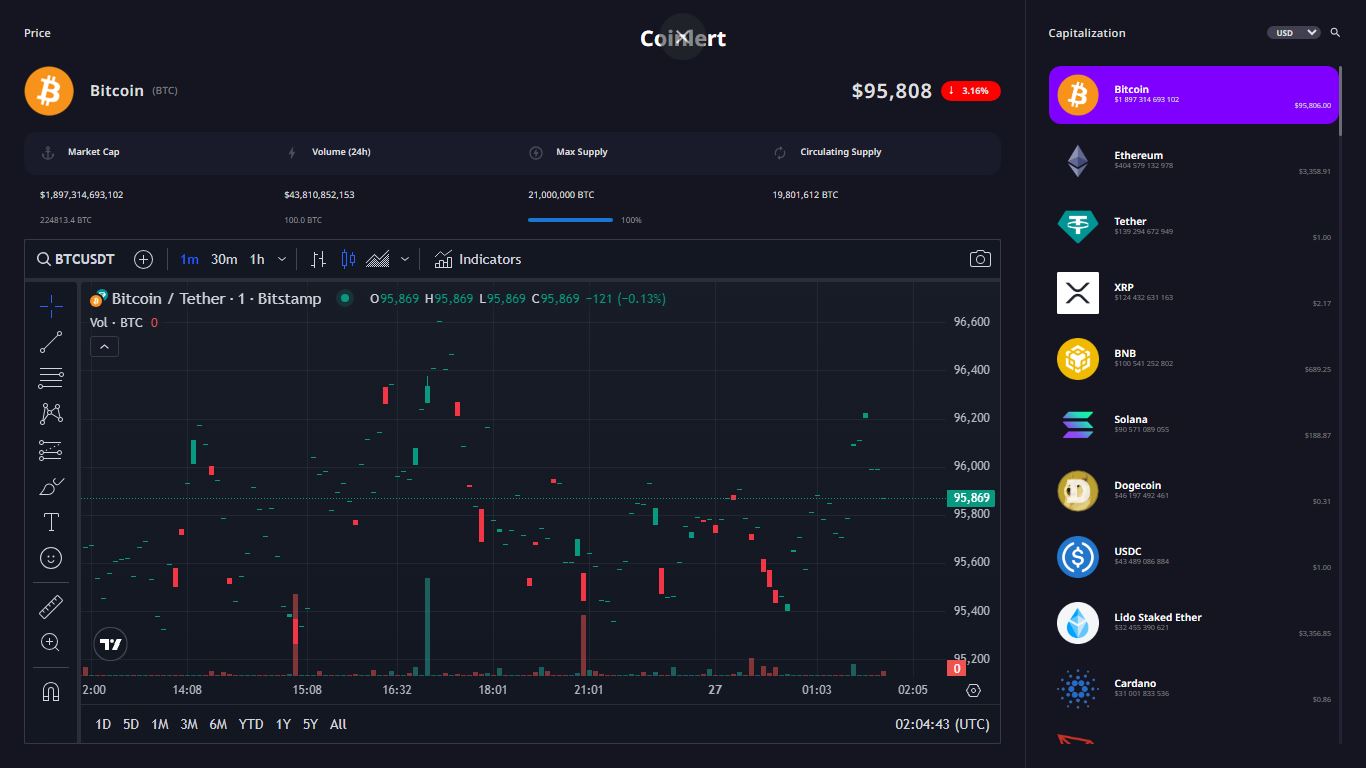 Price
Coinlert
Bitcoin (BTC)
$95,808 ↓ 3.16%
Market Cap Volume (24h) Max Supply Circulating Supply
$1,897,314,693,102 $43,810,852,153 21,000,000 BTC 19,801,612 BTC
224813.4 BTC 100.0 BTC 100%
BTCUSDT 1m 30m 1h Indicators
Bitcoin / Tether · 1 · Bitstamp O95,869 H95,869 L95,869 C95,869 −121 (−0.13%)
Vol · BTC 0
96,600
96,400
96,200
96,000
95,869
95,800
95,600
95,400
95,200
0
2:00 14:08 15:08 16:32 18:01 21:01 27 01:03 02:05
1D 5D 1M 3M 6M YTD 1Y 5Y All 02:04:43 (UTC)
Capitalization USD
Bitcoin
$1 897 314 693 102
$95,806.00
Ethereum
$404 579 132 978
$3,358.91
Tether
$139 294 672 949
$1.00
XRP
$124 432 631 163
$2.17
BNB
$100 541 252 802
$689.25
Solana
$90 571 089 055
$188.87
Dogecoin
$46 197 492 461
$0.31
USDC
$43 489 086 884
$1.00
Lido Staked Ether
$32 455 390 621
$3,356.85
Cardano
$31 001 833 536
$0.86